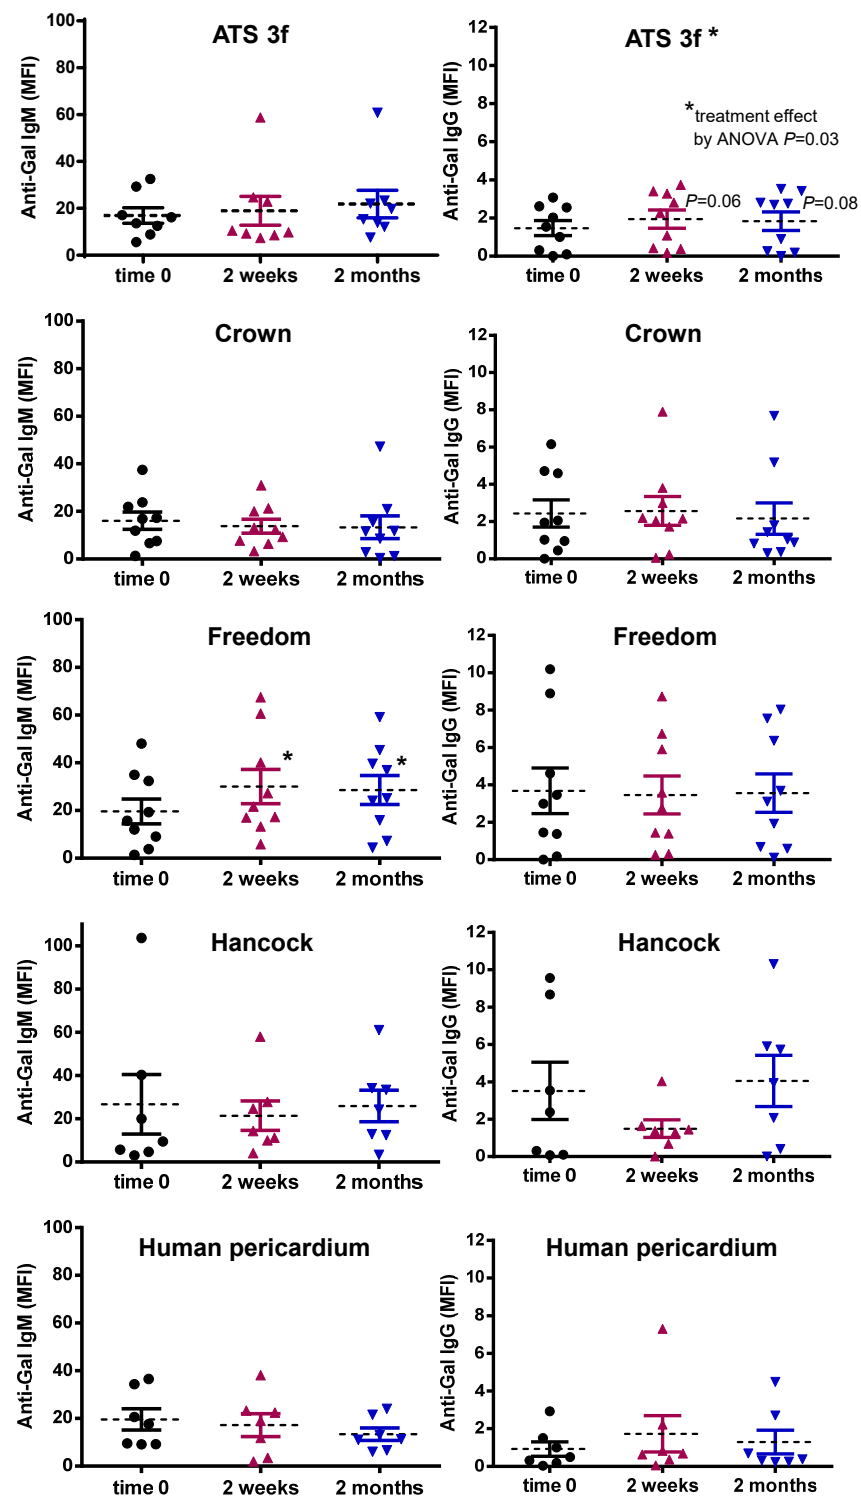 ATS 3f
Anti-Gal IgM (MFI)
100
80
60
40
20
0
time 0 2 weeks 2 months
ATS 3f *
Anti-Gal IgG (MFI)
12
10
8
6
4
2
0
*treatment effect
by ANOVA P=0.03
P=0.06
P=0.08
time 0 2 weeks 2 months
Crown
Anti-Gal IgM (MFI)
100
80
60
40
20
0
time 0 2 weeks 2 months
Crown
Anti-Gal IgG (MFI)
12
10
8
6
4
2
0
time 0 2 weeks 2 months
Freedom
Anti-Gal IgM (MFI)
100
80
60
40
20
0
*
*
time 0 2 weeks 2 months
Freedom
Anti-Gal IgG (MFI)
12
10
8
6
4
2
0
time 0 2 weeks 2 months
Hancock
Anti-Gal IgM (MFI)
100
80
60
40
20
0
time 0 2 weeks 2 months
Hancock
Anti-Gal IgG (MFI)
12
10
8
6
4
2
0
time 0 2 weeks 2 months
Human pericardium
Anti-Gal IgM (MFI)
100
80
60
40
20
0
time 0 2 weeks 2 months
Human pericardium
Anti-Gal IgG (MFI)
12
10
8
6
4
2
0
time 0 2 weeks 2 months